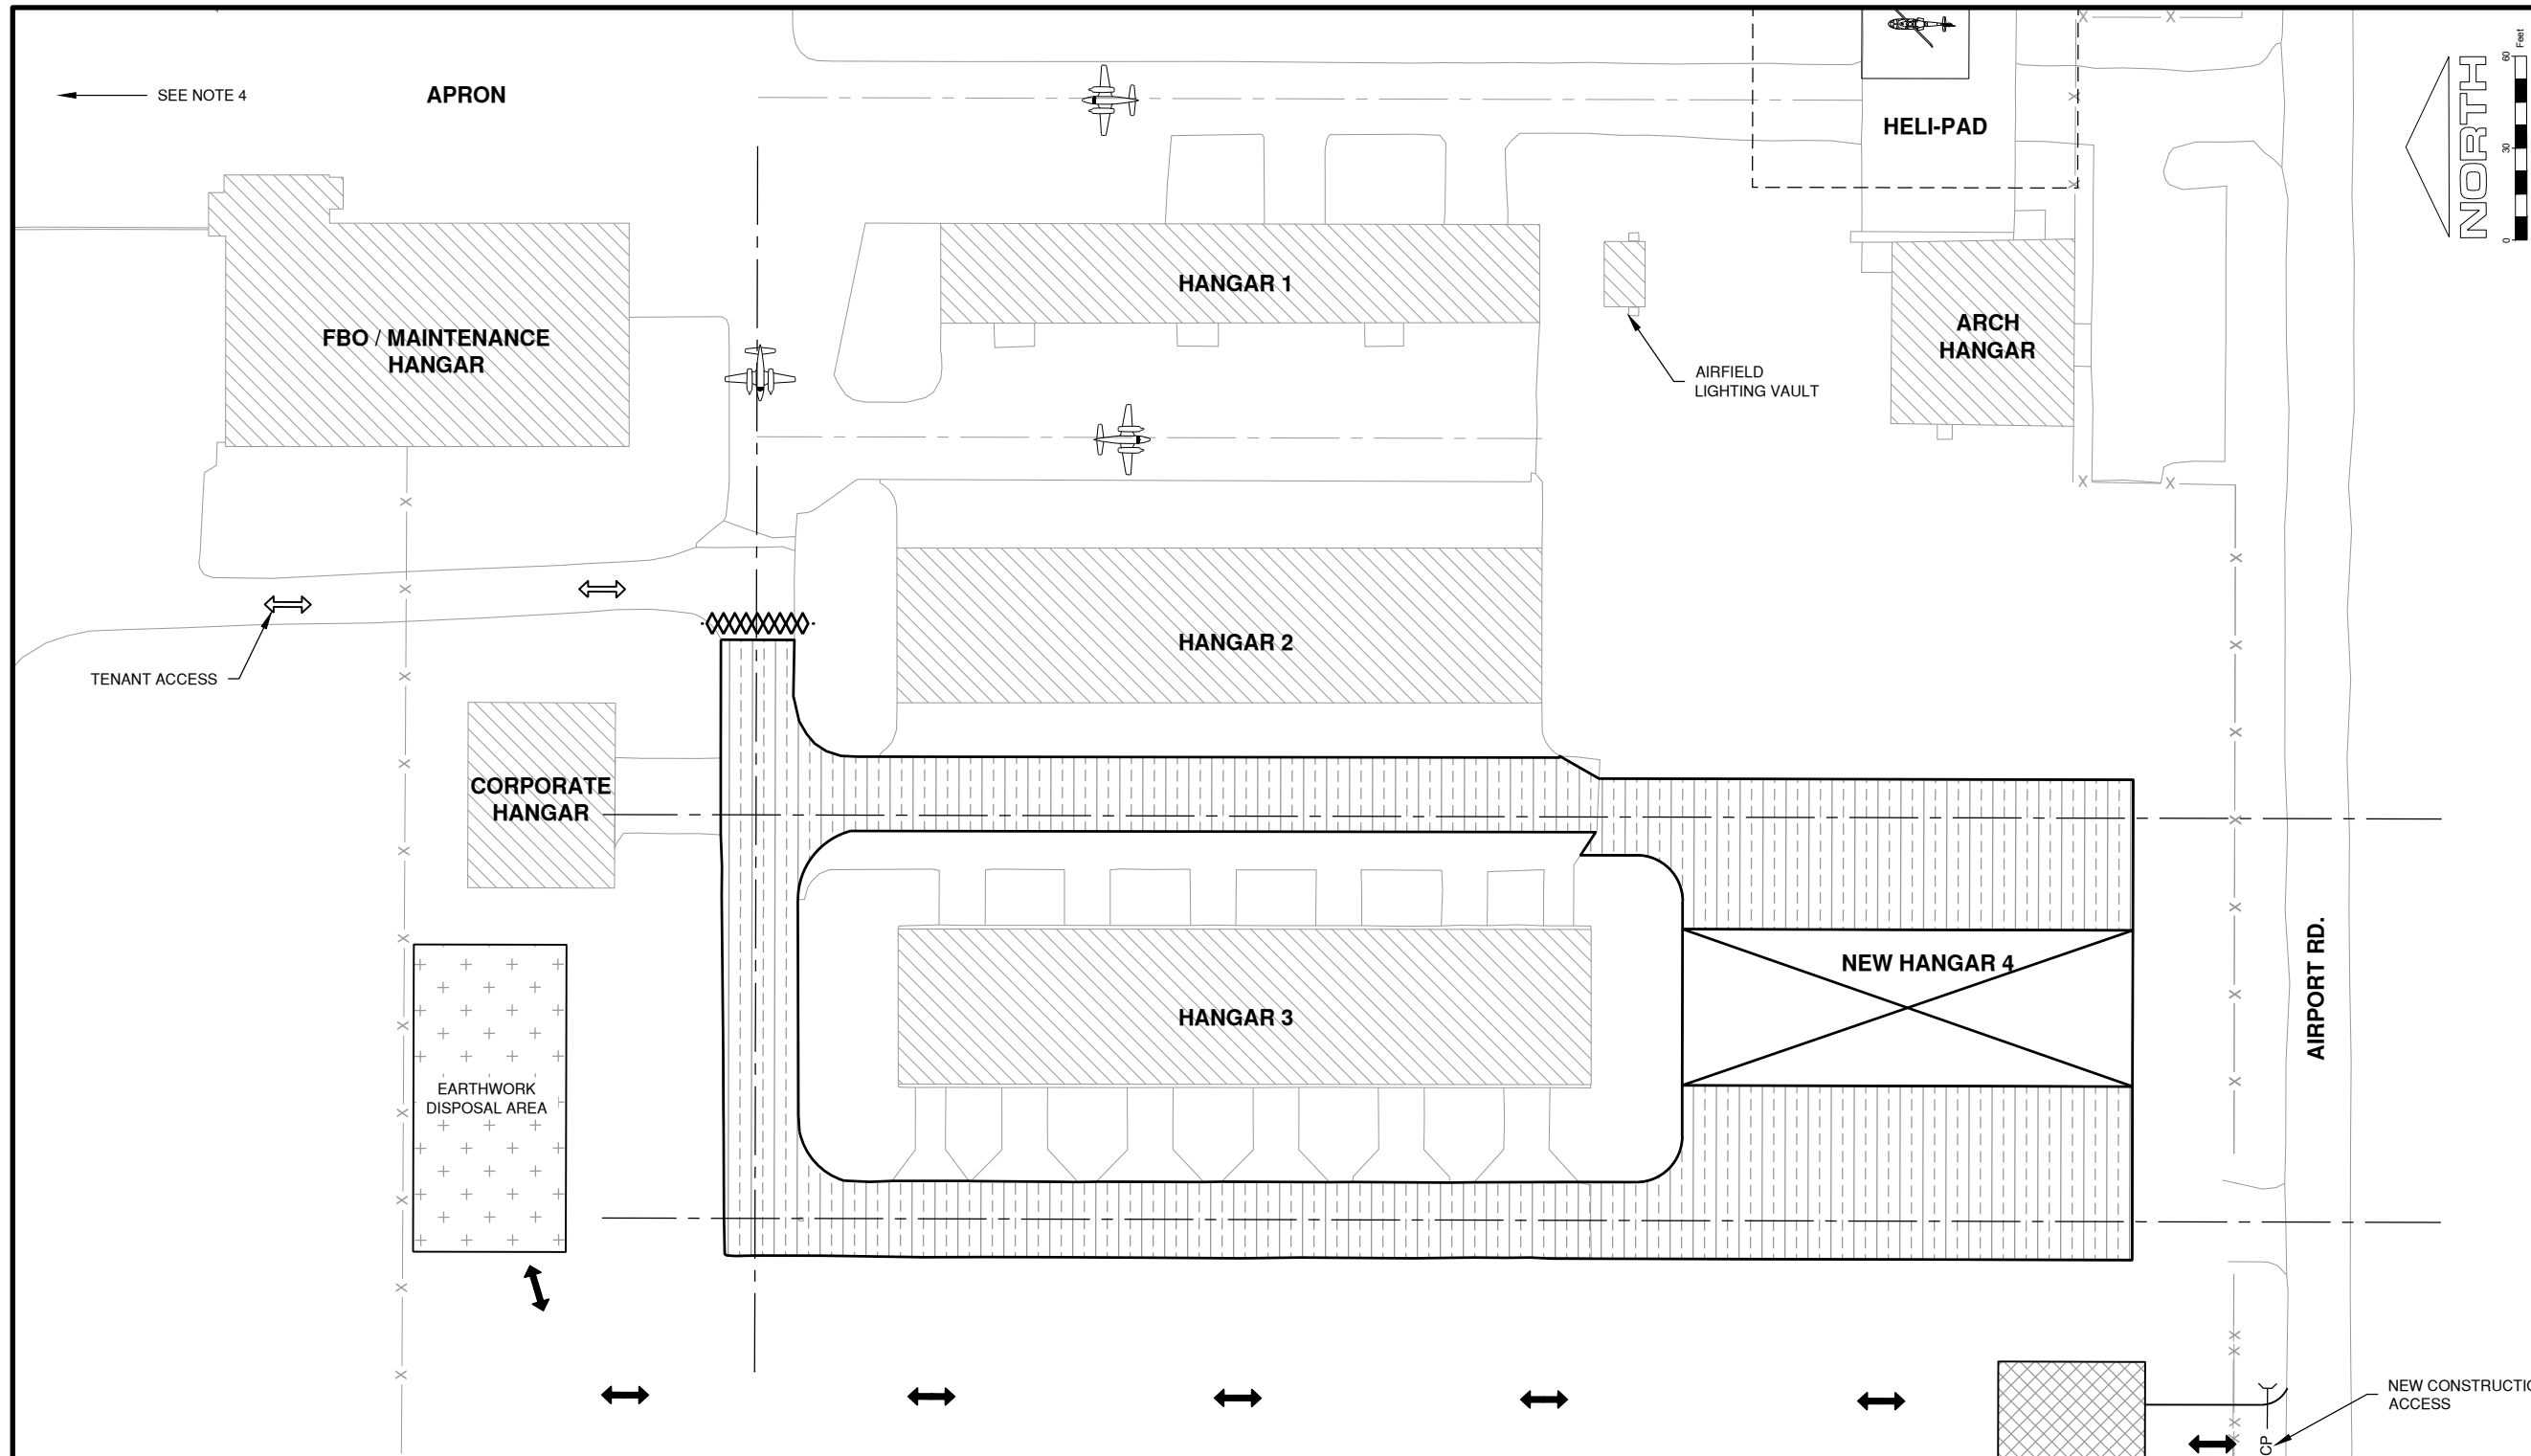 SEE NOTE 4
APRON
HELI-PAD
NORTH
0 30 60 Feet
HANGAR 1
FBO / MAINTENANCE
HANGAR
ARCH
HANGAR
AIRFIELD
LIGHTING VAULT
HANGAR 2
TENANT ACCESS
CORPORATE
HANGAR
NEW HANGAR 4
HANGAR 3
AIRPORT RD.
EARTHWORK
DISPOSAL AREA
NEW CONSTRUCTIO
ACCESS
CP